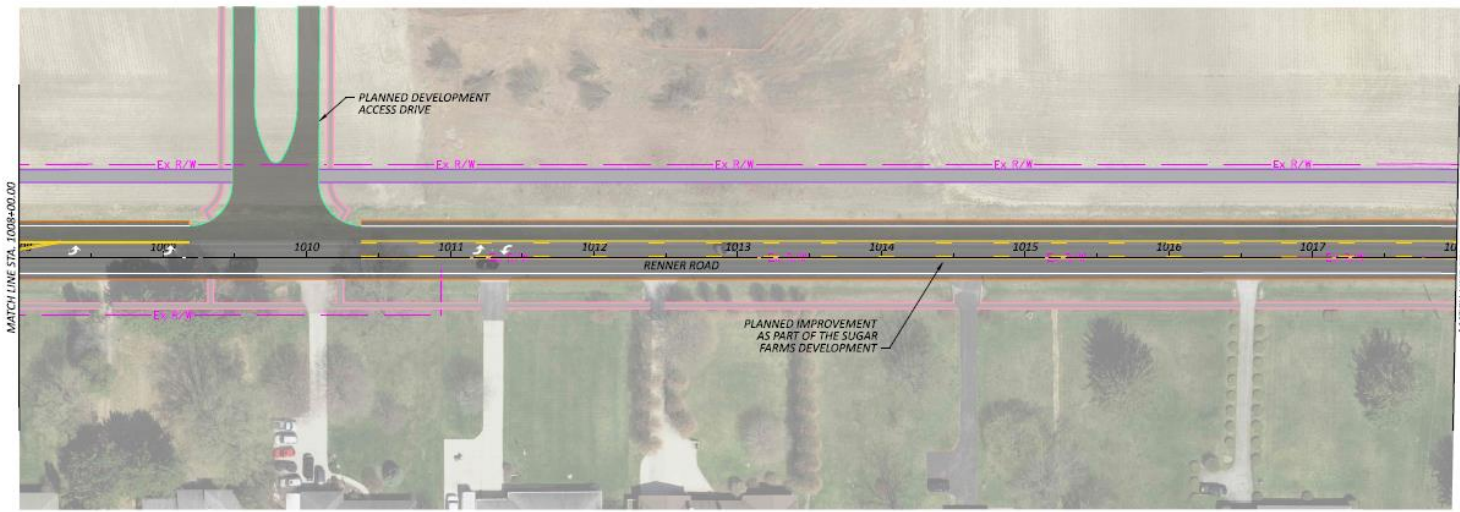 PLANNED DEVELOPMENT
ACCESS DRIVE
Ex R/W
Ex R/W
Ex R/W
Ex R/W
Ex R/W
MATCH LINE STA. 1008+00.00
1009
1010
1011
1012
1013
1014
1015
1016
1017
RENNER ROAD
Ex R/W
PLANNED IMPROVEMENT
AS PART OF THE SUGAR
FARMS DEVELOPMENT